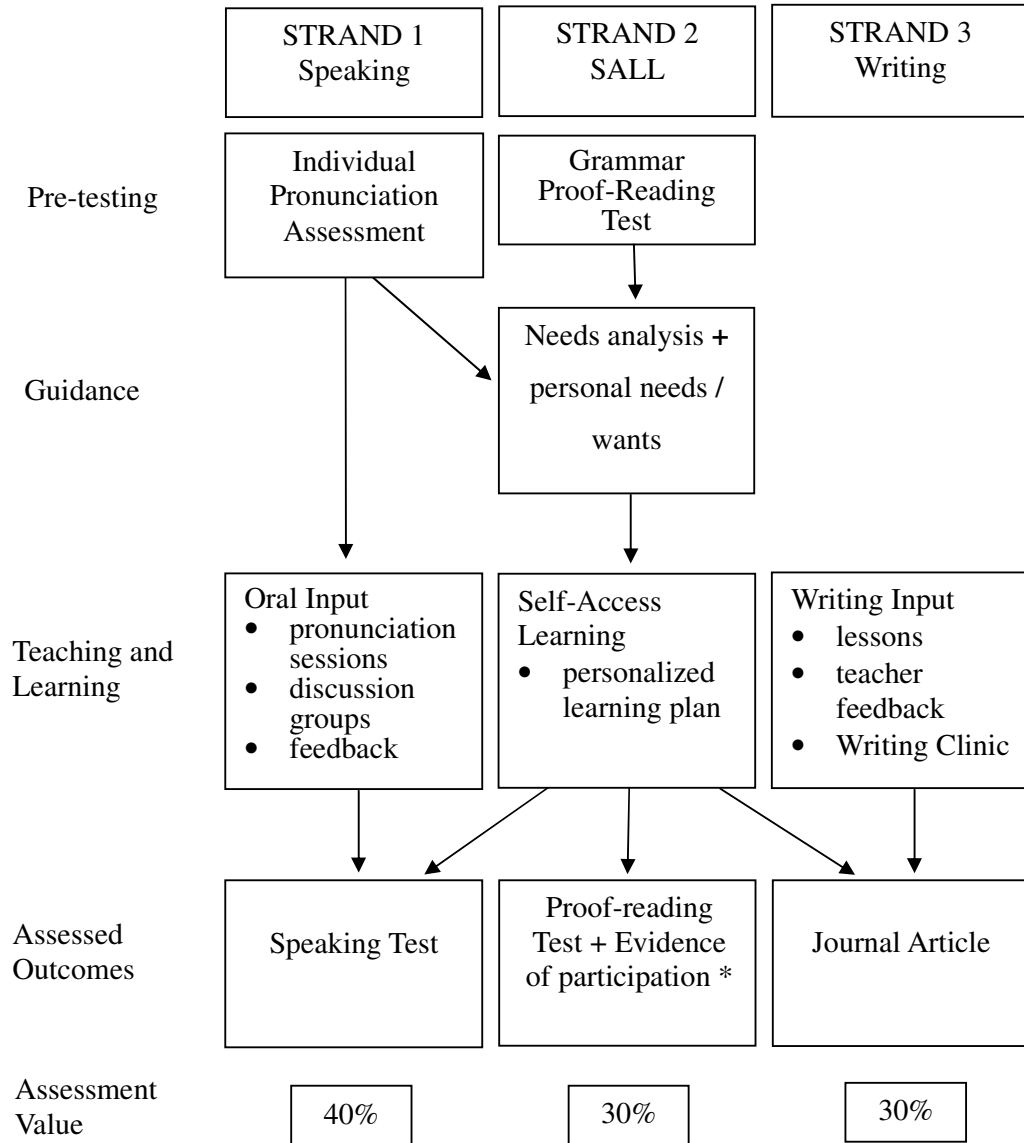 STRAND 1
Speaking
STRAND 2
SALL
STRAND 3
Writing
Pre-testing
Individual
Pronunciation
Assessment
Grammar
Proof-Reading
Test
Guidance
Needs analysis +
personal needs /
wants
Teaching and
Learning
Oral Input
• pronunciation
sessions
• discussion
groups
• feedback
Self-Access
Learning
• personalized
learning plan
Writing Input
• lessons
• teacher
feedback
• Writing Clinic
Assessed
Outcomes
Speaking Test
Proof-reading
Test + Evidence
of participation *
Journal Article
Assessment
Value
40%
30%
30%